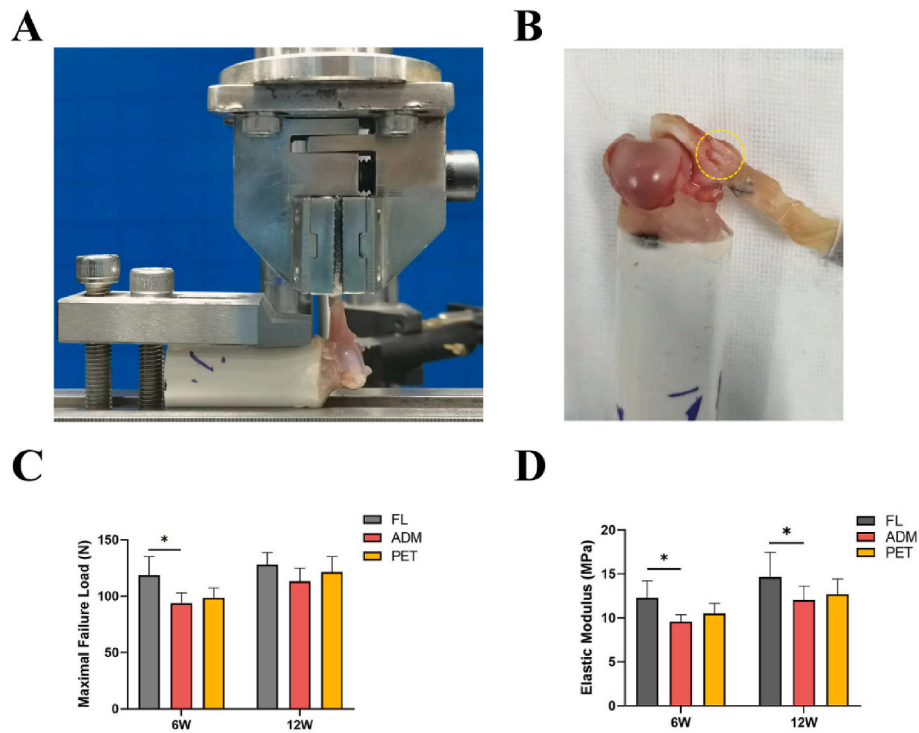 A
B
C
D
Maximal Failure Load (N)
150
100
50
0
*
6W
12W
FL
ADM
PET
Elastic Modulus (MPa)
20
15
10
5
0
*
*
6W
12W
FL
ADM
PET